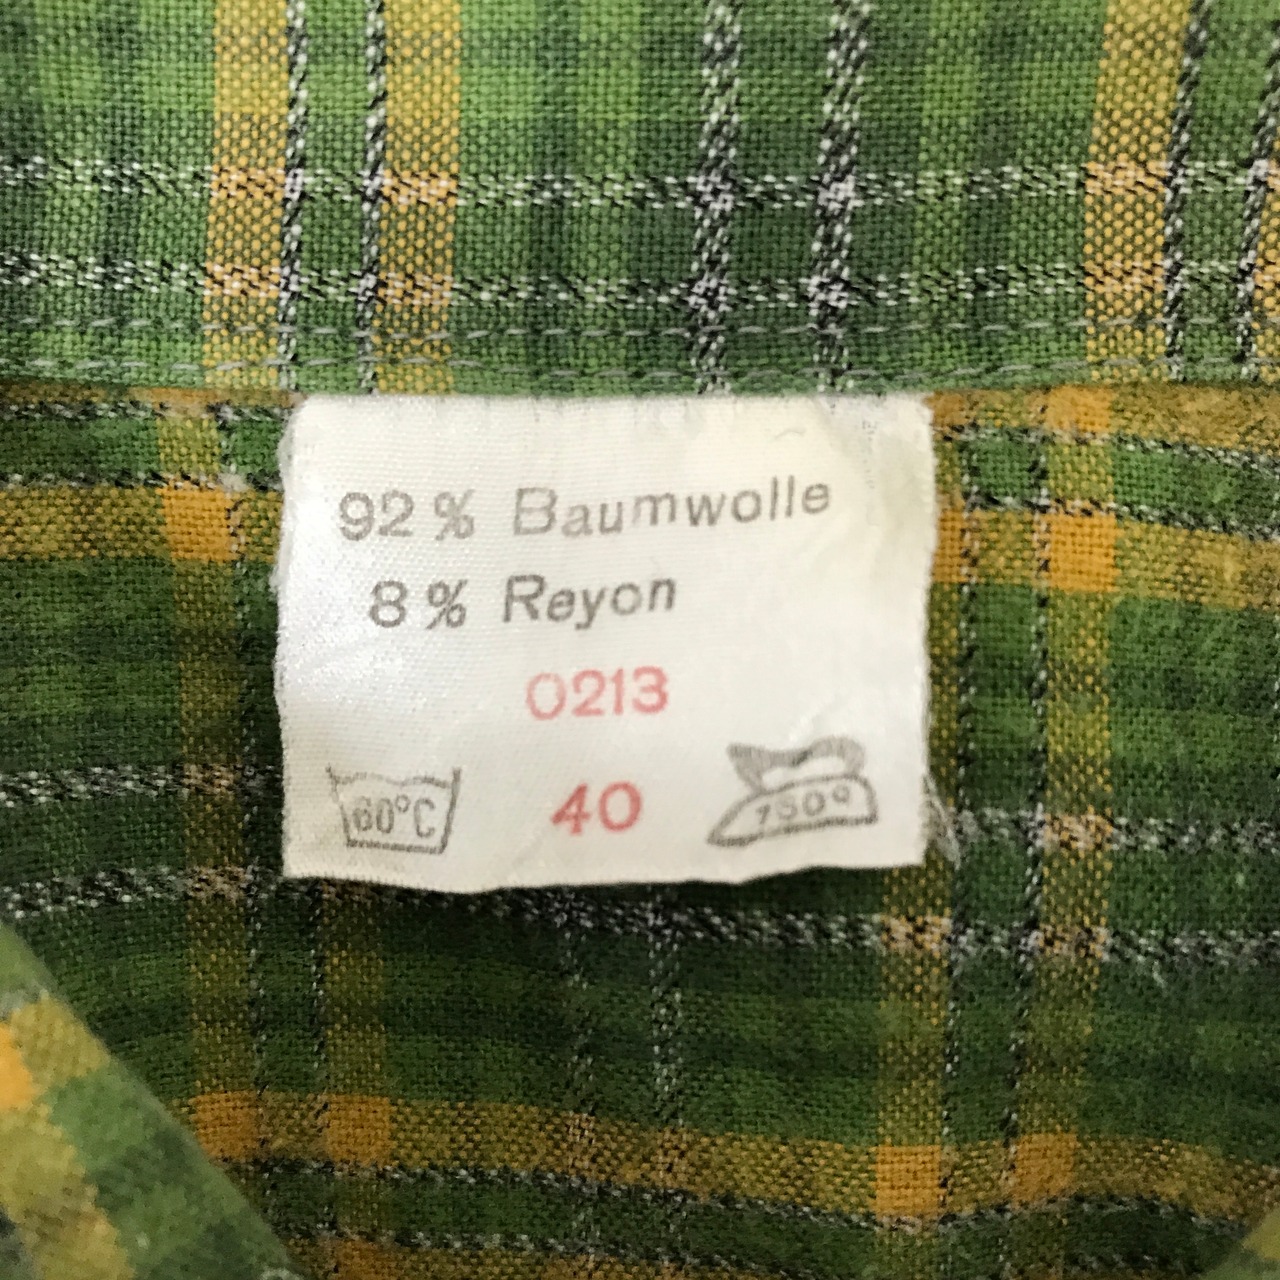 92% Baumwolle
8% Reyon
0213
60°C 40 150°